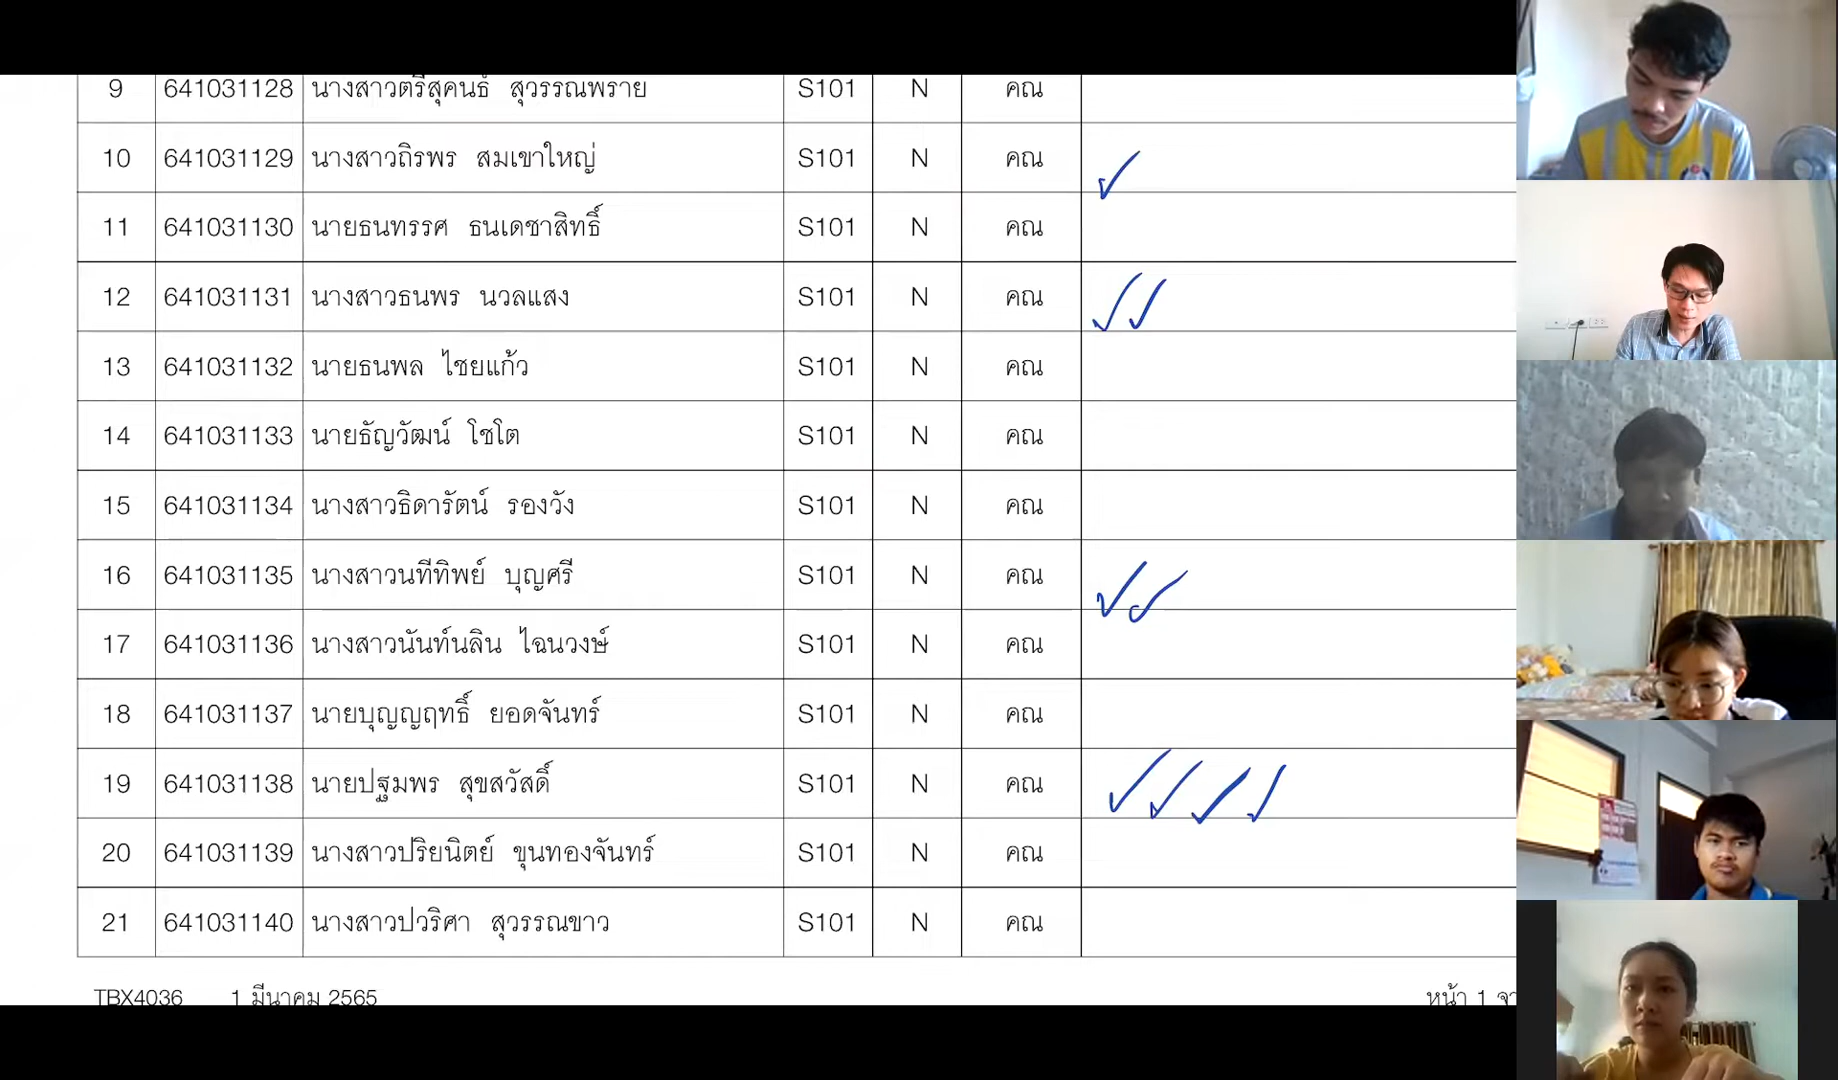 9 641031128 นางสาวตรีสุคนธ์ สุวรรณพราย S101 N คณ
10 641031129 นางสาวถิรพร สมเขาใหญ่ S101 N คณ
11 641031130 นายธนทรรศ ธนเดชาสิทธิ์ S101 N คณ
12 641031131 นางสาวธนพร นวลแสง S101 N คณ
13 641031132 นายธนพล ไชยแก้ว S101 N คณ
14 641031133 นายธัญวัฒน์ โชโต S101 N คณ
15 641031134 นางสาวธิดารัตน์ รองวัง S101 N คณ
16 641031135 นางสาวนทีทิพย์ บุญศรี S101 N คณ
17 641031136 นางสาวนันท์นลิน ไฉนวงษ์ S101 N คณ
18 641031137 นายบุญญฤทธิ์ ยอดจันทร์ S101 N คณ
19 641031138 นายปฐมพร สุขสวัสดิ์ S101 N คณ
20 641031139 นางสาวปริยนิตย์ ขุนทองจันทร์ S101 N คณ
21 641031140 นางสาวปวริศา สุวรรณขาว S101 N คณ
TBX4036 1 มีนาคม 2565 หน้า 1